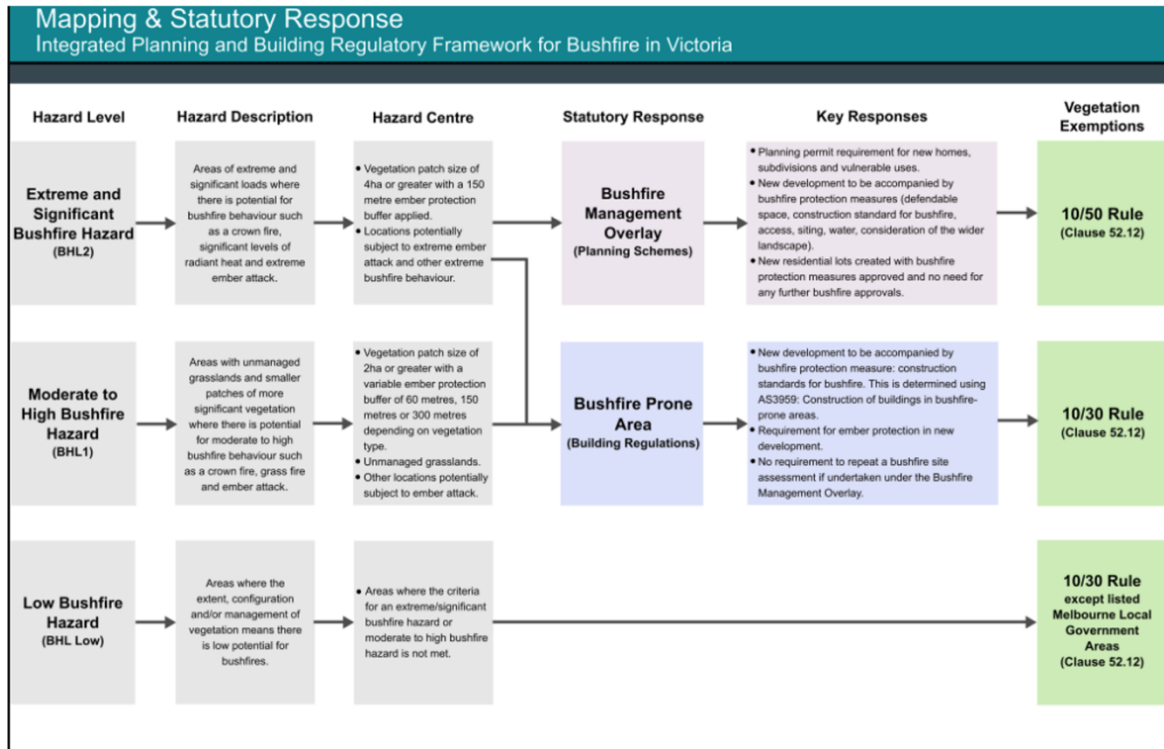 Mapping & Statutory Response
Integrated Planning and Building Regulatory Framework for Bushfire in Victoria
Hazard Level
Hazard Description
Hazard Centre
Statutory Response
Key Responses
Vegetation
Exemptions
Extreme and
Significant
Bushfire Hazard
(BHL2)
Areas of extreme and
significant loads where
there is potential for
bushfire behaviour such
as a crown fire,
significant levels of
radiant heat and extreme
ember attack.
• Vegetation patch size of
4ha or greater with a 150
metre ember protection
buffer applied.
• Locations potentially
subject to extreme ember
attack and other extreme
bushfire behaviour.
Bushfire
Management
Overlay
(Planning Schemes)
• Planning permit requirement for new homes,
subdivisions and vulnerable uses.
• New development to be accompanied by
bushfire protection measures (defendable
space, construction standard for bushfire,
access, siting, water, consideration of the wider
landscape).
• New residential lots created with bushfire
protection measures approved and no need for
any further bushfire approvals.
10/50 Rule
(Clause 52.12)
Moderate to
High Bushfire
Hazard
(BHL1)
Areas with unmanaged
grasslands and smaller
patches of more
significant vegetation
where there is potential
for moderate to high
bushfire behaviour such
as a crown fire, grass fire
and ember attack.
• Vegetation patch size of
2ha or greater with a
variable ember protection
buffer of 60 metres, 150
metres or 300 metres
depending on vegetation
type.
• Unmanaged grasslands.
• Other locations potentially
subject to ember attack.
Bushfire Prone
Area
(Building Regulations)
• New development to be accompanied by
bushfire protection measure: construction
standards for bushfire. This is determined using
AS3959: Construction of buildings in bushfire-
prone areas.
• Requirement for ember protection in new
development.
• No requirement to repeat a bushfire site
assessment if undertaken under the Bushfire
Management Overlay.
10/30 Rule
(Clause 52.12)
Low Bushfire
Hazard
(BHL Low)
Areas where the
extent, configuration
and/or management of
vegetation means there
is low potential for
bushfires.
• Areas where the criteria
for an extreme/significant
bushfire hazard or
moderate to high bushfire
hazard is not met.
10/30 Rule
except listed
Melbourne Local
Government
Areas
(Clause 52.12)